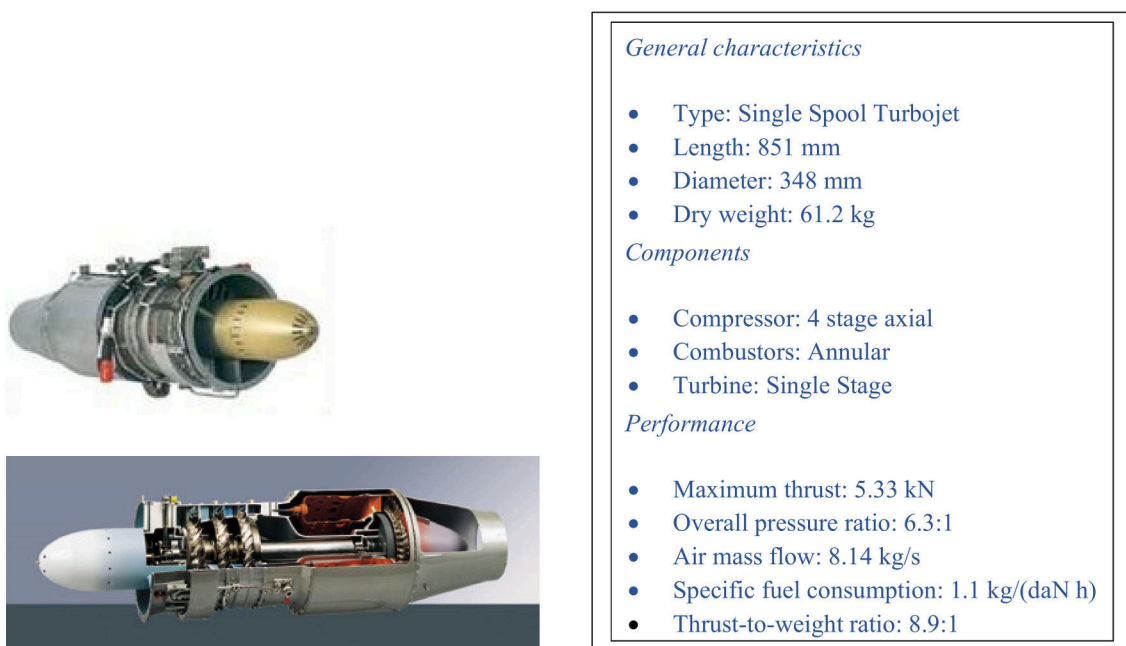 General characteristics
• Type: Single Spool Turbojet
• Length: 851 mm
• Diameter: 348 mm
• Dry weight: 61.2 kg
Components
• Compressor: 4 stage axial
• Combustors: Annular
• Turbine: Single Stage
Performance
• Maximum thrust: 5.33 kN
• Overall pressure ratio: 6.3:1
• Air mass flow: 8.14 kg/s
• Specific fuel consumption: 1.1 kg/(daN h)
• Thrust-to-weight ratio: 8.9:1